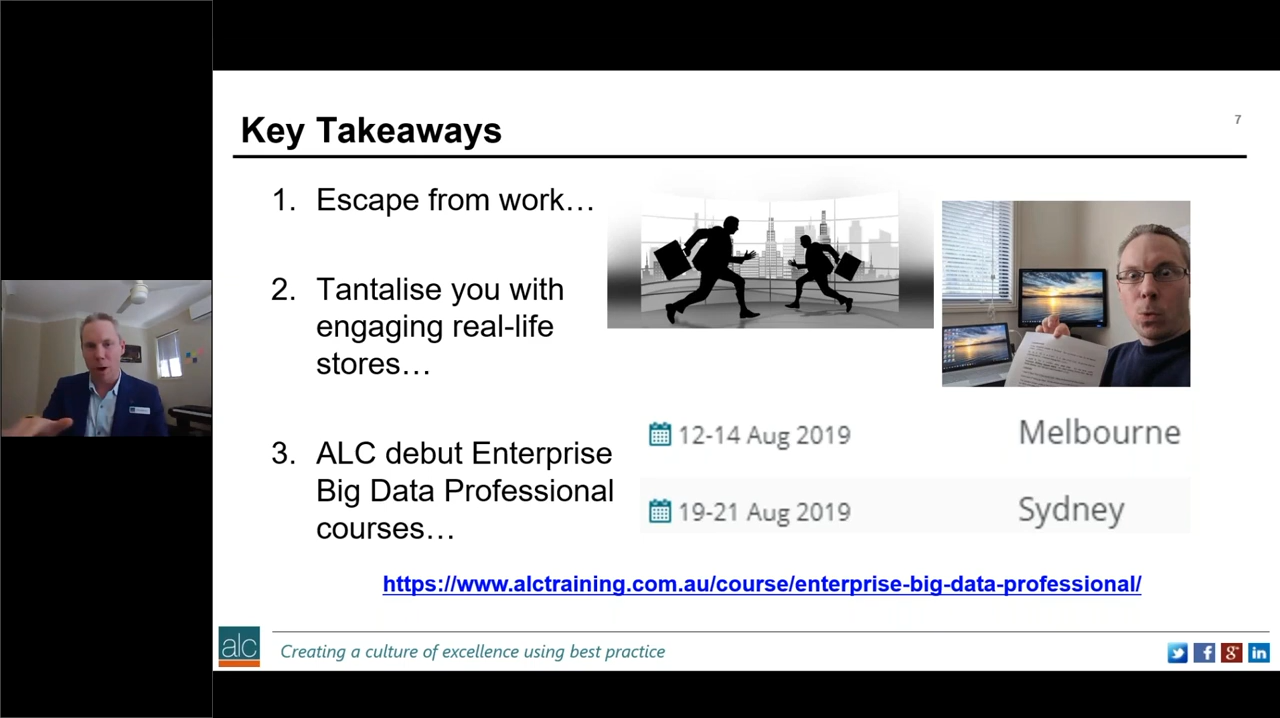 Key Takeaways
7
1. Escape from work…
2. Tantalise you with
engaging real-life
stores…
3. ALC debut Enterprise
Big Data Professional
courses…
12-14 Aug 2019 Melbourne
19-21 Aug 2019 Sydney
https://www.alctraining.com.au/course/enterprise-big-data-professional/
alc
Creating a culture of excellence using best practice